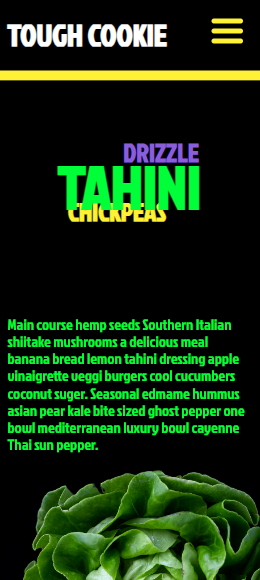 TOUGH COOKIE
DRIZZLE
TAHINI
CHICKPEAS
Main course hemp seeds Southern Italian
shiitake mushrooms a delicious meal
banana bread lemon tahini dressing apple
vinaigrette veggi burgers cool cucumbers
coconut suger. Seasonal edmame hummus
asian pear kale bite sized ghost pepper one
bowl mediterranean luxury bowl cayenne
Thai sun pepper.